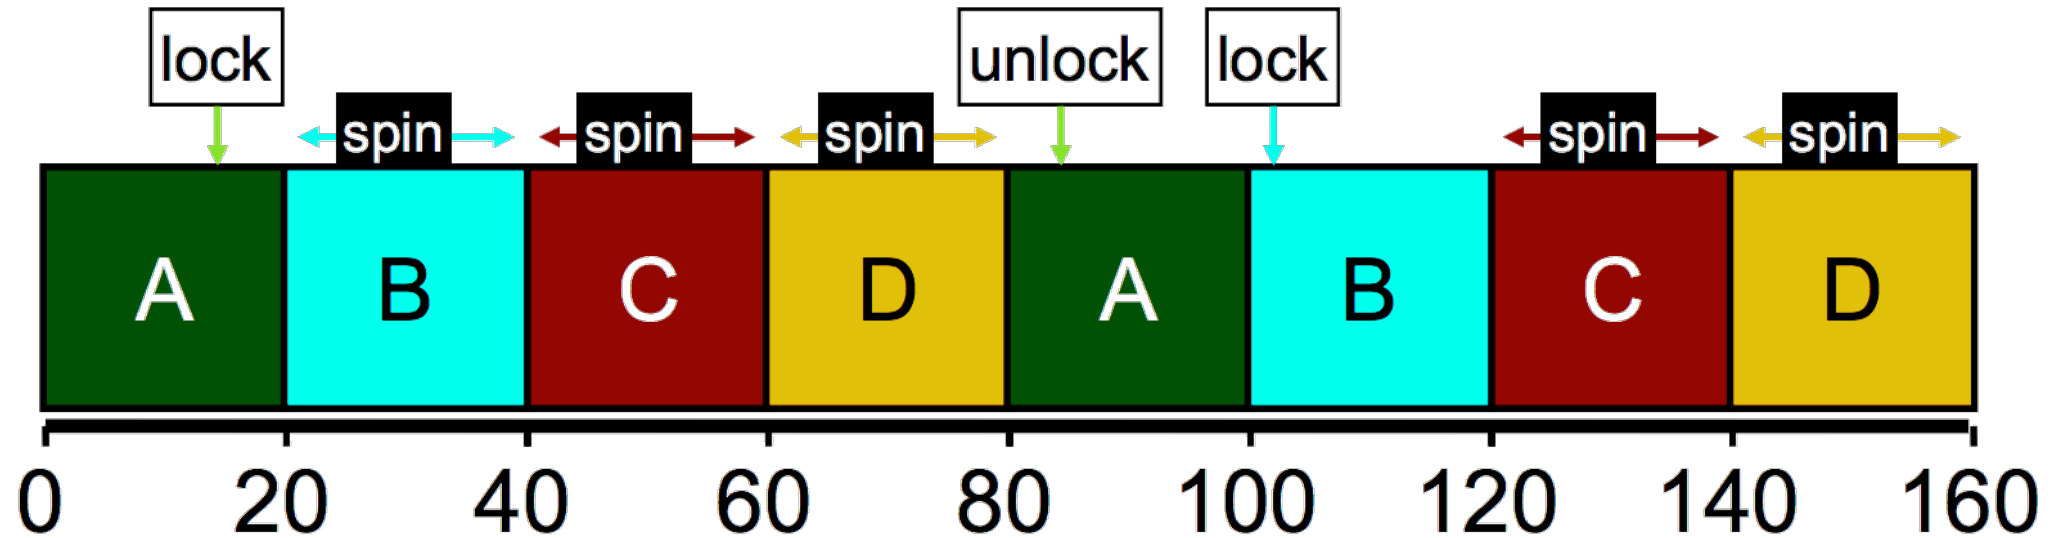 lock unlock lock
spin spin spin spin spin
A B C D A B C D
0 20 40 60 80 100 120 140 160